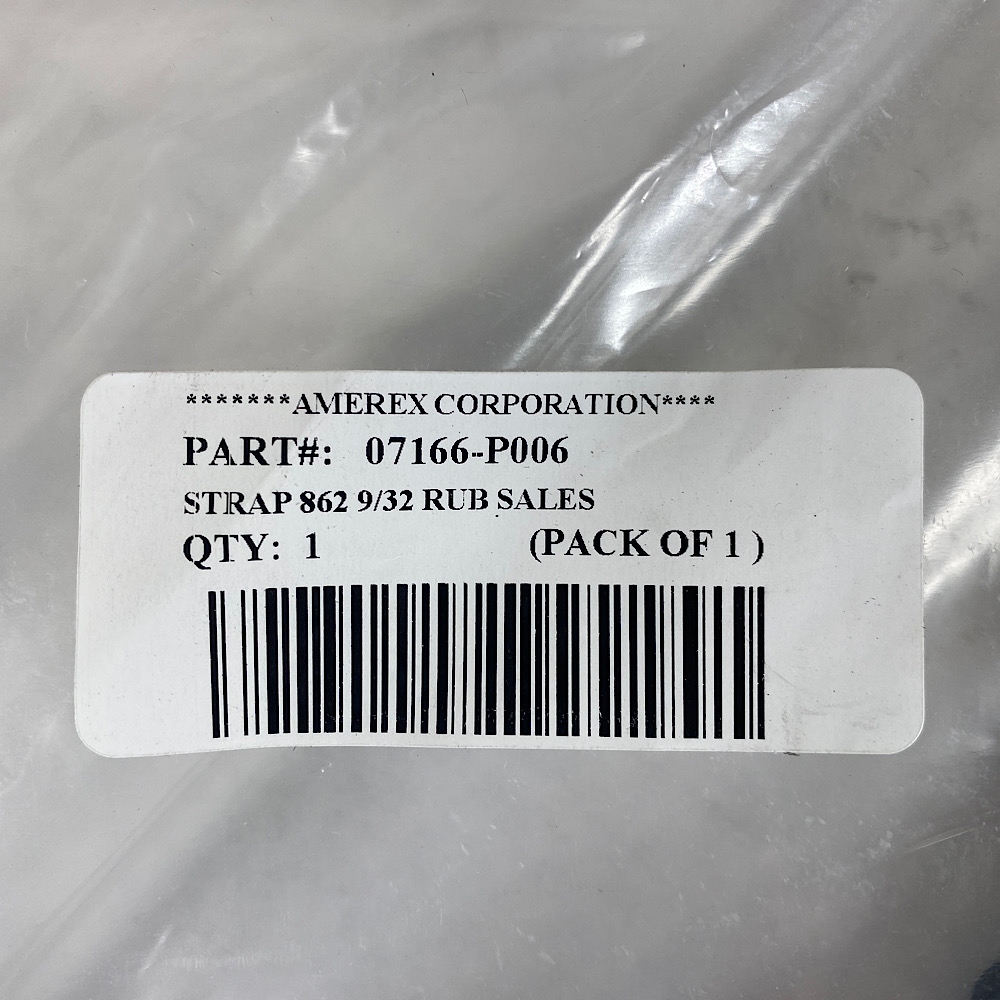 *******AMEREX CORPORATION****
PART#: 07166-P006
STRAP 862 9/32 RUB SALES
QTY: 1 (PACK OF 1 )